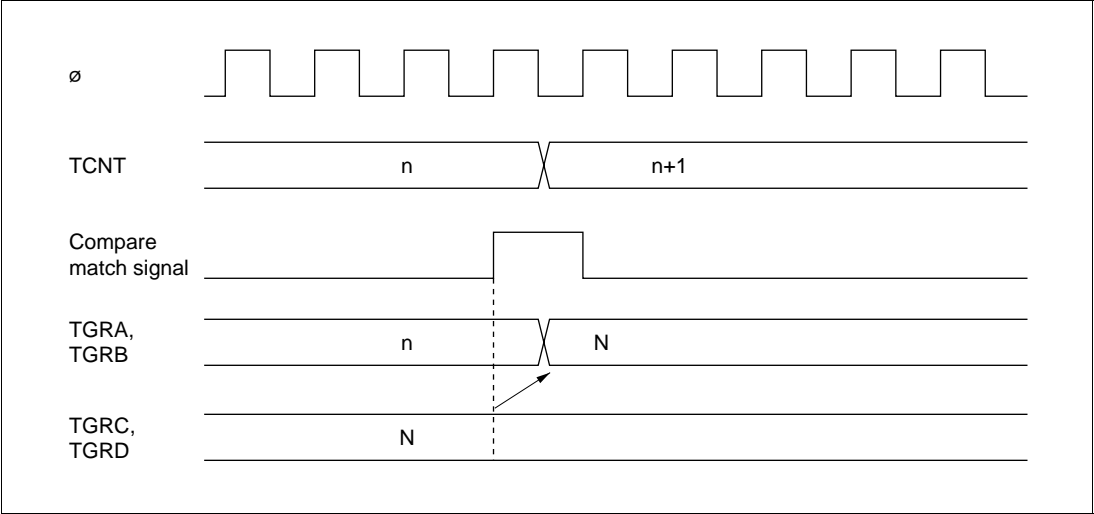 ø
TCNT
n
n+1
Compare
match signal
TGRA,
TGRB
n
N
TGRC,
TGRD
N